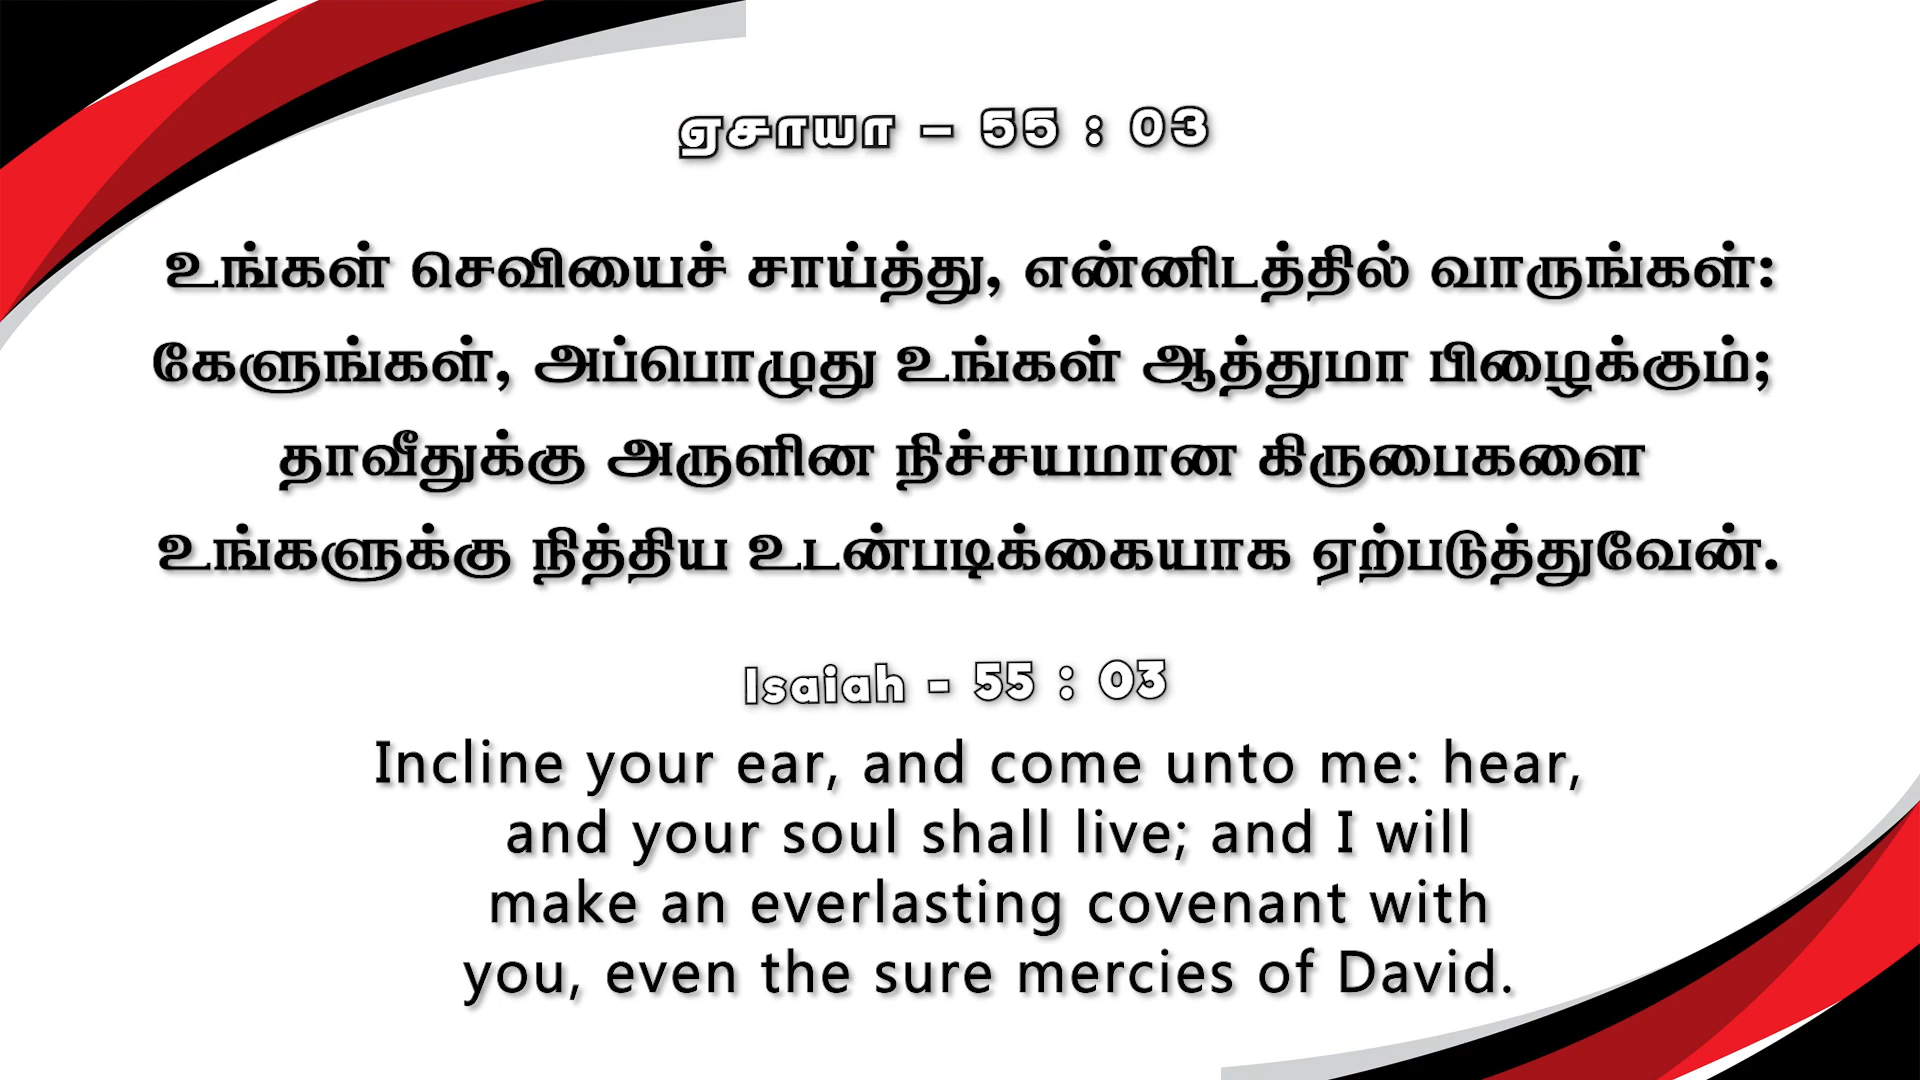 ஏசாயா – 55 : 03
உங்கள் செவியைச் சாய்த்து, என்னிடத்தில் வாருங்கள்:
கேளுங்கள், அப்பொழுது உங்கள் ஆத்துமா பிழைக்கும்;
தாவீதுக்கு அருளின நிச்சயமான கிருபைகளை
உங்களுக்கு நித்திய உடன்படிக்கையாக ஏற்படுத்துவேன்.
Isaiah - 55 : 03
Incline your ear, and come unto me: hear,
and your soul shall live; and I will
make an everlasting covenant with
you, even the sure mercies of David.